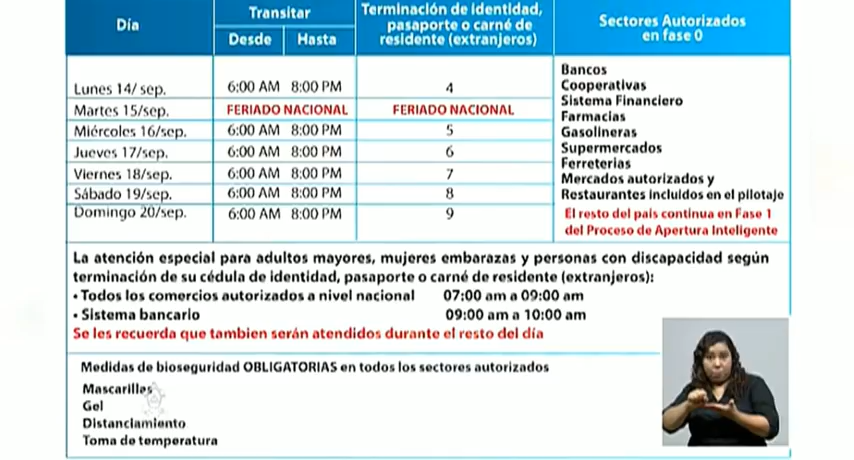 Día
Transitar
Desde
Hasta
Terminación de identidad,
pasaporte o carné de
residente (extranjeros)
Sectores Autorizados
en fase 0
Lunes 14/ sep. 6:00 AM 8:00 PM 4
Martes 15/sep. FERIADO NACIONAL FERIADO NACIONAL
Miércoles 16/sep. 6:00 AM 8:00 PM 5
Jueves 17/sep. 6:00 AM 8:00 PM 6
Viernes 18/sep. 6:00 AM 8:00 PM 7
Sábado 19/sep. 6:00 AM 8:00 PM 8
Domingo 20/sep. 6:00 AM 8:00 PM 9
Bancos
Cooperativas
Sistema Financiero
Farmacias
Gasolineras
Supermercados
Ferreterias
Mercados autorizados y
Restaurantes incluidos en el pilotaje
El resto del país continua en Fase 1
del Proceso de Apertura Inteligente
La atención especial para adultos mayores, mujeres embarazas y personas con discapacidad según
terminación de su cédula de identidad, pasaporte o carné de residente (extranjeros):
• Todos los comercios autorizados a nivel nacional 07:00 am a 09:00 am
• Sistema bancario 09:00 am a 10:00 am
Se les recuerda que tambien serán atendidos durante el resto del día
Medidas de bioseguridad OBLIGATORIAS en todos los sectores autorizados
Mascarilles
Gel
Distanciamiento
Toma de temperatura